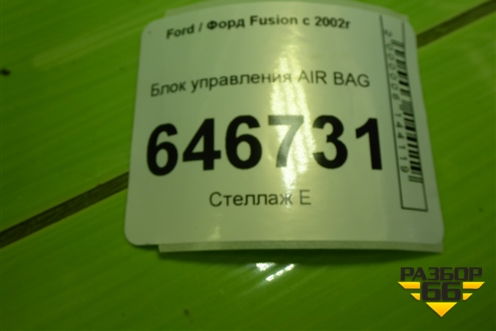 Ford / Форд Fusion с 2002г
Блок управления AIR BAG
646731
Стеллаж Е
РАЗБОР
66